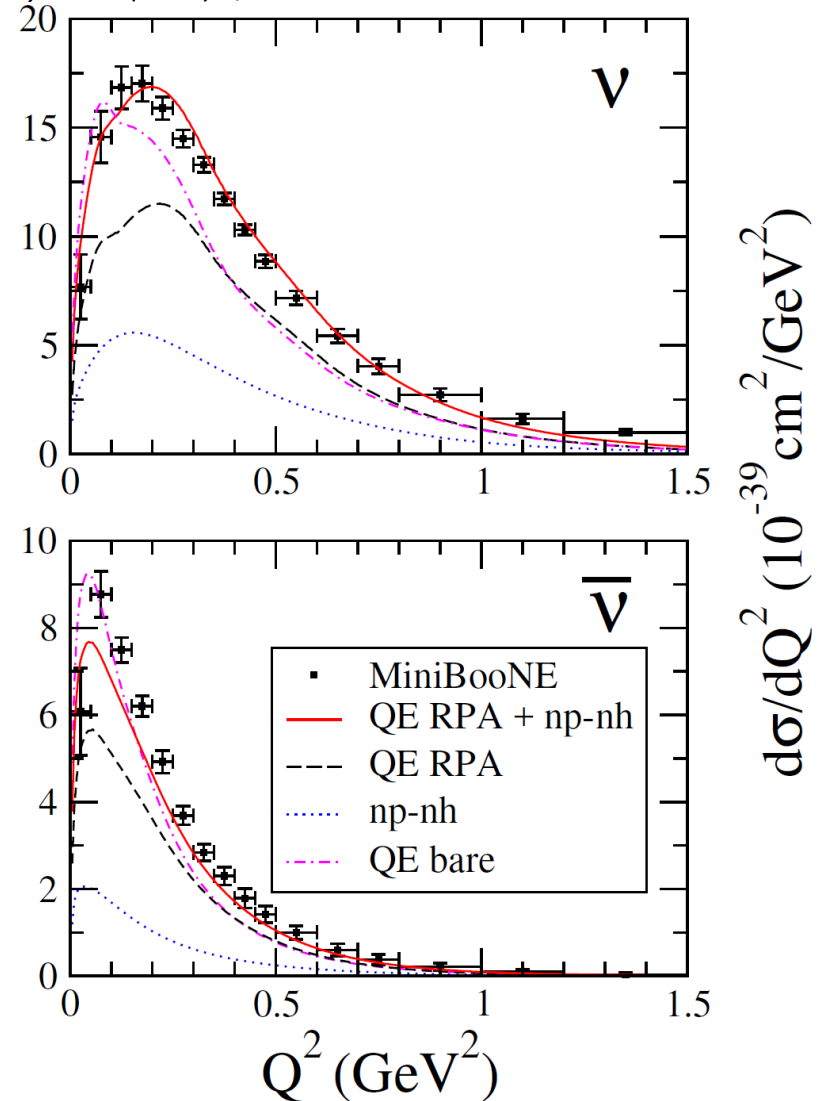 20
15
10
5
0
ν
0 0.5 1 1.5
10
8
6
4
2
0
ν̅
MiniBooNE
QE RPA + np-nh
QE RPA
np-nh
QE bare
0 0.5 1 1.5
Q² (GeV²)
dσ/dQ² (10⁻³⁹ cm²/GeV²)